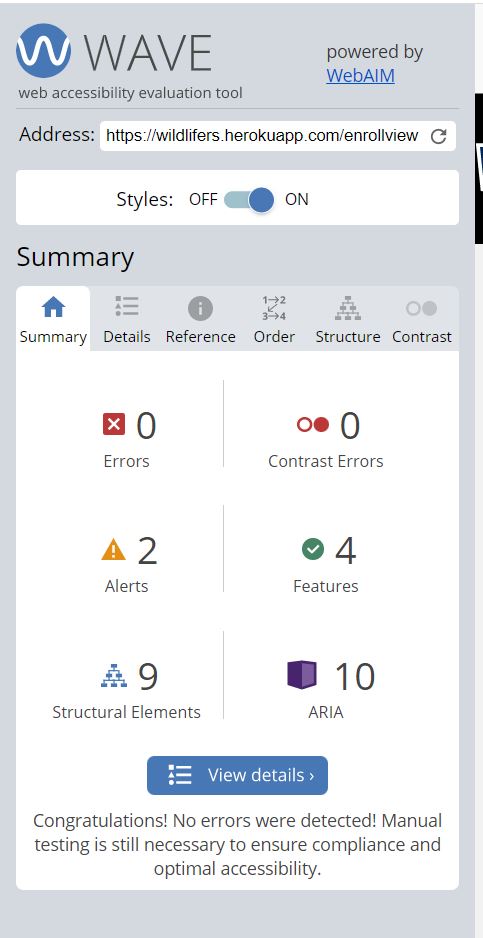 WAVE
web accessibility evaluation tool
powered by
WebAIM
Address: https://wildlifers.herokuapp.com/enrollview
Styles: OFF ON
Summary
Summary Details Reference Order Structure Contrast
0 0
Errors Contrast Errors
2 4
Alerts Features
9 10
Structural Elements ARIA
View details ›
Congratulations! No errors were detected! Manual
testing is still necessary to ensure compliance and
optimal accessibility.